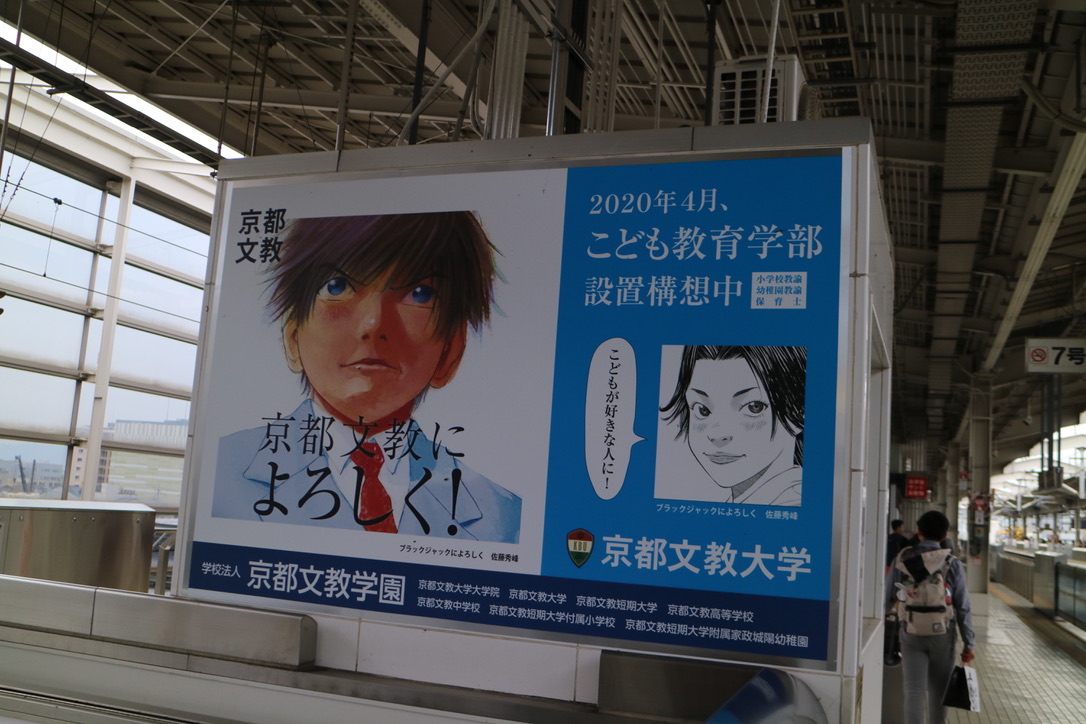 京都
文教
京都文教に
よろしく!
ブラックジャックによろしく 佐藤秀峰
2020年4月、
こども教育学部
設置構想中
小学校教諭
幼稚園教諭
保育士
こどもが好きな人に!
ブラックジャックによろしく 佐藤秀峰
KBU
京都文教大学
学校法人 京都文教学園
京都文教大学大学院 京都文教大学 京都文教短期大学 京都文教高等学校
京都文教中学校 京都文教短期大学付属小学校 京都文教短期大学附属家政城陽幼稚園
7号